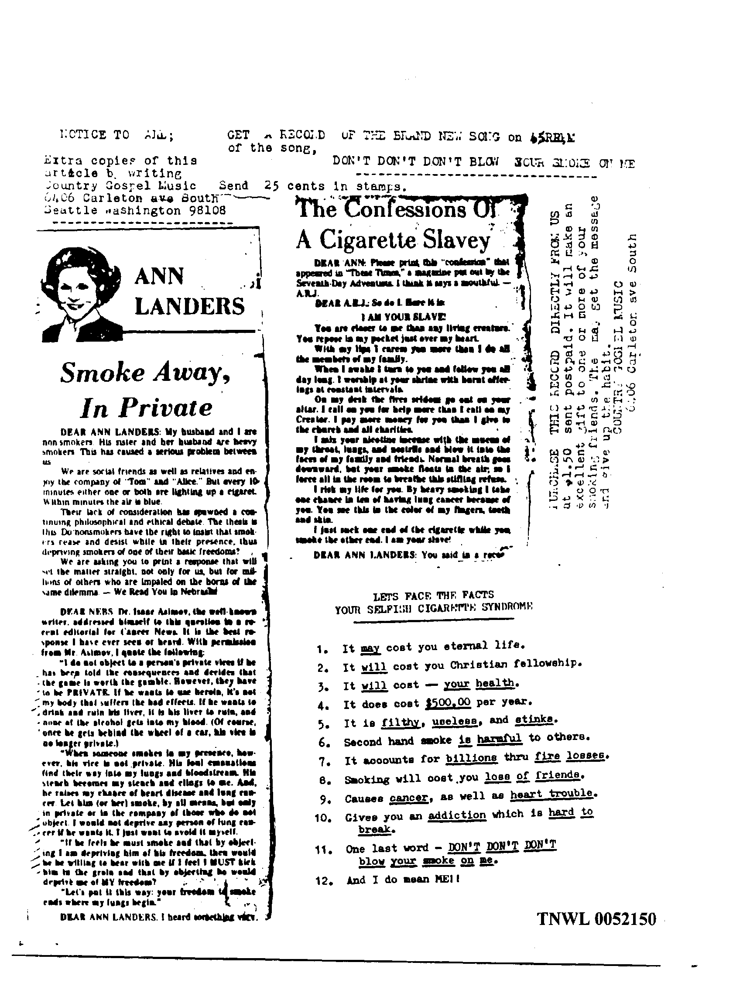 NOTICE TO ALL;
GET A RECORD OF THE BRAND NEW SONG on
of the song,
DON'T DON'T DON'T BLOW YOUR SMOKE ON ME
Extra copies of this
article by writing
Country Gospel Music Send 25 cents in stamps.
6406 Carleton ave South
Seattle washington 98108
ANN
LANDERS
Smoke Away,
In Private
DEAR ANN LANDERS: My husband and I are
nonsmokers. His sister and her husband are heavy
smokers. This has caused a serious problem between
us
We are social friends as well as relatives and en-
joy the company of "Tom" and "Alice." But every 10
minutes either one or both are lighting up a cigaret.
Within minutes the air is blue.
Their lack of consideration has spawned a con-
tinuing philosophical and ethical debate. The thesis is
this Do nonsmokers have the right to insist that smok-
ers cease and desist while in their presence, thus
depriving smokers of one of their basic freedoms?
We are asking you to print a response that will
set the matter straight, not only for us, but for mil-
lions of others who are impaled on the horns of the
same dilemma. — We Read You in Nebraska
DEAR NEBS Dr. Isaac Asimov, the well-known
writer, addressed himself to this question in a re-
cent editorial for Cancer News. It is the best re-
sponse I have ever seen or heard. With permission
from Mr. Asimov, I quote the following:
"I do not object to a person's private vices if he
has been told the consequences and decides that
the game is worth the gamble. However, they have
to be PRIVATE. If he wants to use heroin, it's not
my body that suffers the bad effects. If he wants to
drink and ruin his liver, it is his liver to ruin, and
none of the alcohol gets into my blood. (Of course,
once he gets behind the wheel of a car, his vice is
no longer private.)
"When someone smokes in my presence, how-
ever, his vice is not private. His foul emanations
find their way into my lungs and bloodstream. His
stench becomes my stench and clings to me. And,
he raises my chance of heart disease and lung can-
cer. Let him (or her) smoke, by all means, but only
in private or in the company of those who do not
object. I would not deprive any person of lung can-
cer if he wants it. I just want to avoid it myself.
"If he feels he must smoke and that by object-
ing I am depriving him of his freedom, then would
he be willing to bear with me if I feel I MUST kick
him in the groin and that by objecting he would
deprive me of MY freedom?
"Let's put it this way: your freedom to smoke
ends where my lungs begin."
DEAR ANN LANDERS. I heard something very.
The Confessions Of
A Cigarette Slavey
DEAR ANN: Please print this "confession" that
appeared in "These Times," a magazine put out by the
Seventh-Day Adventists. I think it says a mouthful. —
A.R.J.
DEAR A.R.J.: So do I. Here it is:
I AM YOUR SLAVE!
You are closer to me than any living creature.
You repose in my pocket just over my heart.
With my lips I caress you more than I do all
the members of my family.
When I awake I turn to you and follow you all
day long. I worship at your shrine with burnt offer-
ings at constant intervals.
On my desk the fires seldom go out on your
altar. I call on you for help more than I call on my
Creator. I pay more money for you than I give to
the church and all charities.
I mix your nicotine incense with the mucus of
my throat, lungs, and nostrils and blow it into the
faces of my family and friends. Normal breath goes
downward, but your smoke floats in the air; so I
force all in the room to breathe this stifling refuse.
I risk my life for you. By heavy smoking I take
one chance in ten of having lung cancer because of
you. You see this in the color of my fingers, teeth
and skin.
I just suck one end of the cigarette while you
smoke the other end. I am your slave!
DEAR ANN LANDERS: You said in a recent
PURCHASE THIS RECORD DIRECTLY FROM US
at $1.50 sent postpaid. It will make an
excellent gift to one or more of your
smoking friends. The may get the message
and give up the habit.
COUNTRY GOSPEL MUSIC
6406 Carleton ave South
LETS FACE THE FACTS
YOUR SELFISH CIGARETTE SYNDROME
1. It may cost you eternal life.
2. It will cost you Christian fellowship.
3. It will cost — your health.
4. It does cost $500.00 per year.
5. It is filthy, useless, and stinks.
6. Second hand smoke is harmful to others.
7. It accounts for billions thru fire losses.
8. Smoking will cost you loss of friends.
9. Causes cancer, as well as heart trouble.
10. Gives you an addiction which is hard to
break.
11. One last word - DON'T DON'T DON'T
blow your smoke on me.
12. And I do mean ME!!
TNWL 0052150